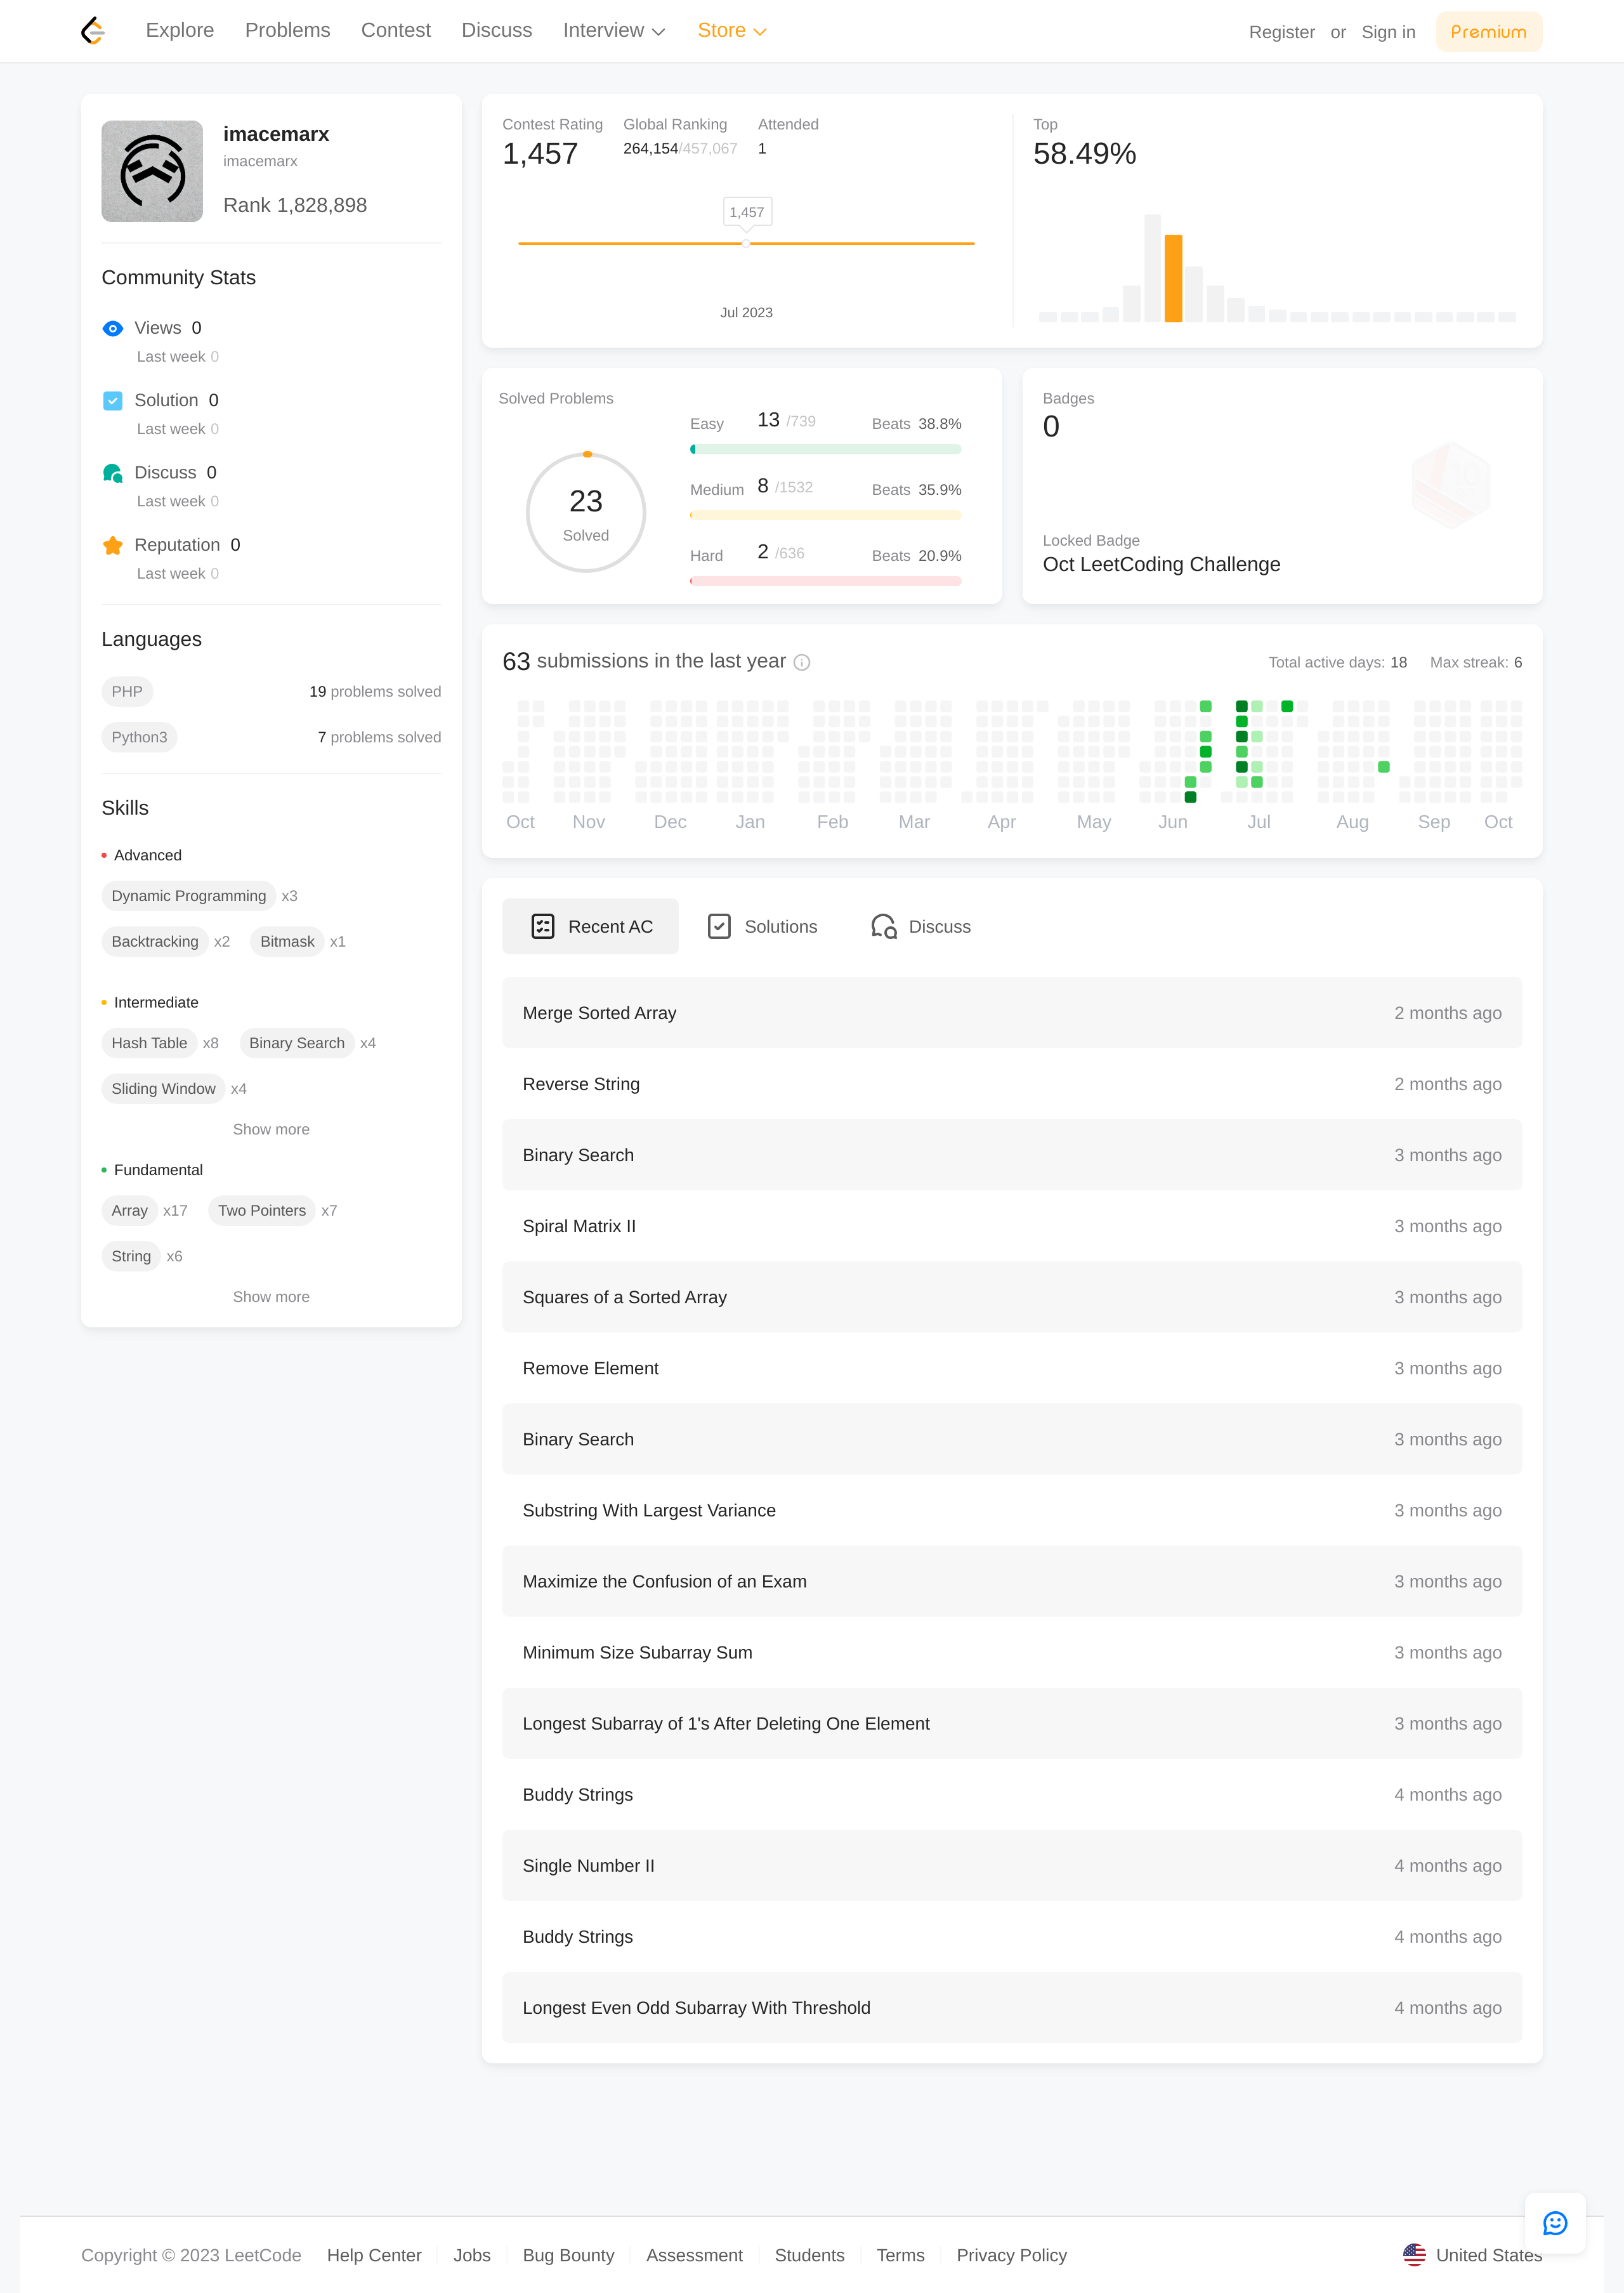 Explore Problems Contest Discuss Interview Store Register or Sign in Premium
imacemarx
imacemarx
Rank 1,828,898
Community Stats
Views 0
Last week 0
Solution 0
Last week 0
Discuss 0
Last week 0
Reputation 0
Last week 0
Languages
PHP 19 problems solved
Python3 7 problems solved
Skills
Advanced
Dynamic Programming x3
Backtracking x2 Bitmask x1
Intermediate
Hash Table x8 Binary Search x4
Sliding Window x4
Show more
Fundamental
Array x17 Two Pointers x7
String x6
Show more
Contest Rating Global Ranking Attended
1,457 264,154/457,067 1
1,457
Jul 2023
Top
58.49%
Solved Problems
23
Solved
Easy 13 /739 Beats 38.8%
Medium 8 /1532 Beats 35.9%
Hard 2 /636 Beats 20.9%
Badges
0
Locked Badge
Oct LeetCoding Challenge
63 submissions in the last year Total active days: 18 Max streak: 6
Oct Nov Dec Jan Feb Mar Apr May Jun Jul Aug Sep Oct
Recent AC Solutions Discuss
Merge Sorted Array 2 months ago
Reverse String 2 months ago
Binary Search 3 months ago
Spiral Matrix II 3 months ago
Squares of a Sorted Array 3 months ago
Remove Element 3 months ago
Binary Search 3 months ago
Substring With Largest Variance 3 months ago
Maximize the Confusion of an Exam 3 months ago
Minimum Size Subarray Sum 3 months ago
Longest Subarray of 1's After Deleting One Element 3 months ago
Buddy Strings 4 months ago
Single Number II 4 months ago
Buddy Strings 4 months ago
Longest Even Odd Subarray With Threshold 4 months ago
Copyright © 2023 LeetCode Help Center Jobs Bug Bounty Assessment Students Terms Privacy Policy United States